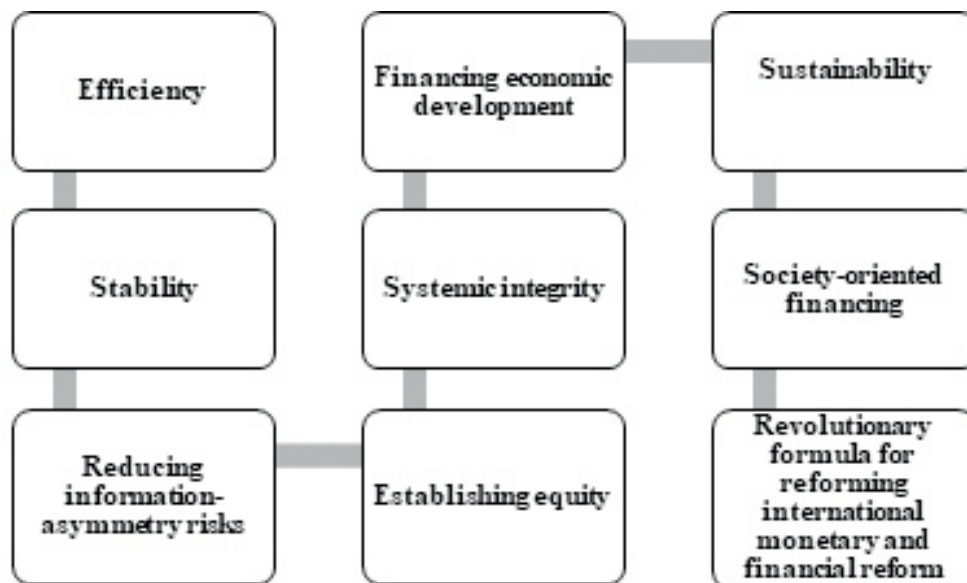 Efficiency
Stability
Reducing
information-
asymmetry risks
Establishing equity
Systemic integrity
Financing economic
development
Sustainability
Society-oriented
financing
Revolutionary
formula for
reforming
international
monetary and
financial reform